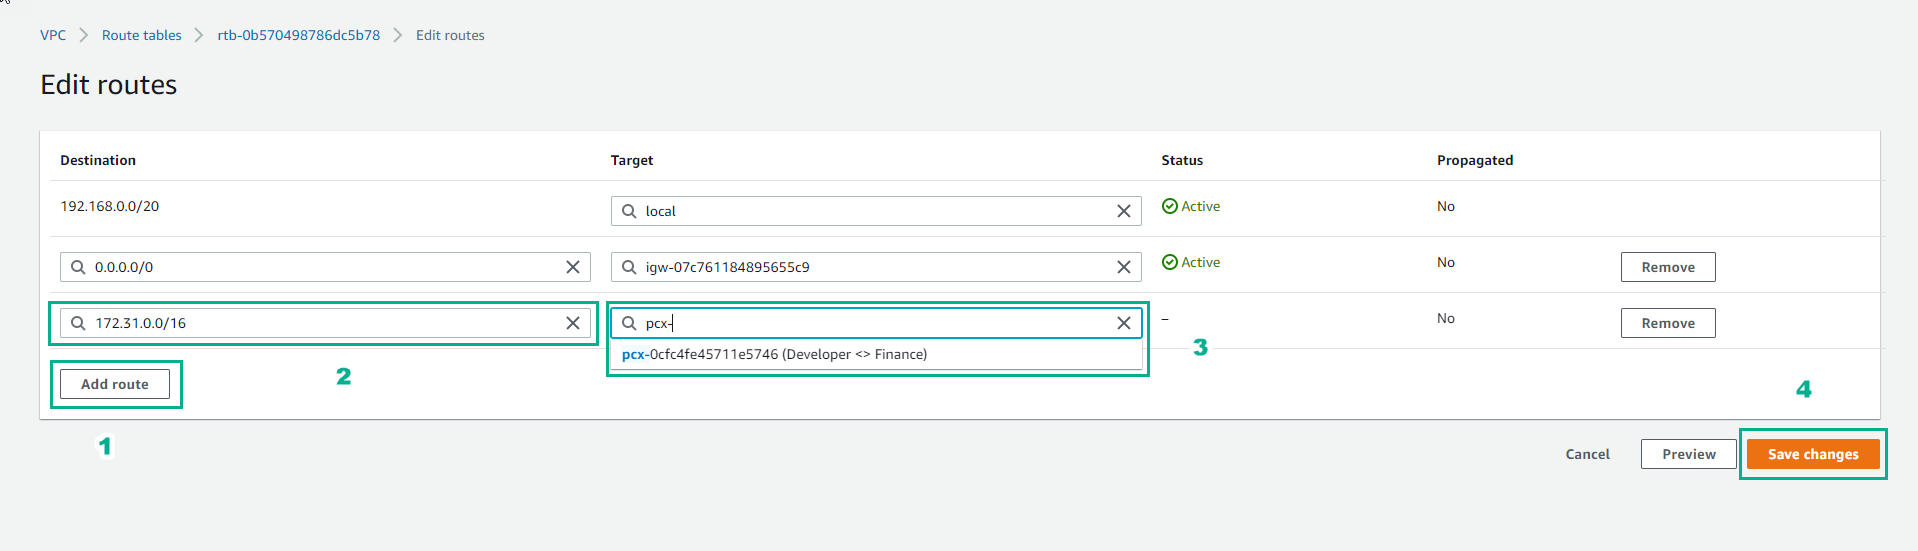 VPC > Route tables > rtb-0b570498786dc5b78 > Edit routes
Edit routes
Destination Target Status Propagated
192.168.0.0/20 local Active No
0.0.0.0/0 igw-07c761184895655c9 Active No Remove
172.31.0.0/16 pcx- – No Remove
pcx-0cfc4fe45711e5746 (Developer <> Finance) 3
Add route 2 4
1
Cancel Preview Save changes